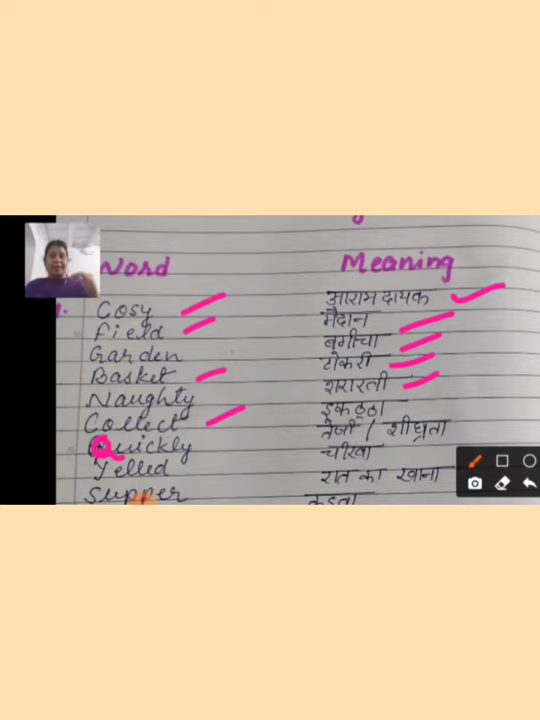 Word Meaning
1. Cosy आरामदायक
Field मैदान
Garden बगीचा
Basket टोकरी
Naughty शरारती
Collect इकठ्ठा
Quickly तेजी / शीघ्रता
Yelled चीखा
Supper रात का खाना